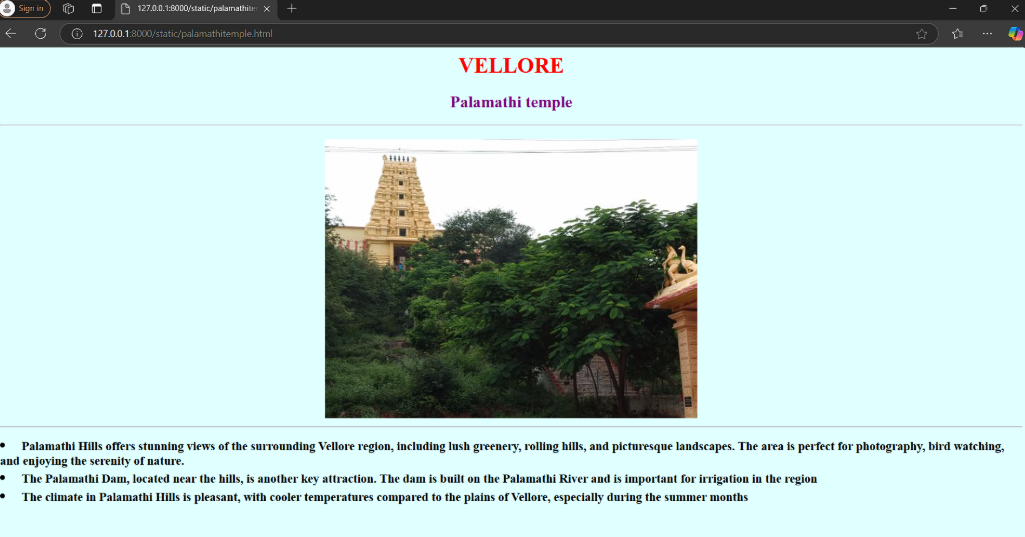 Sign in
127.0.0.1:8000/static/palamathiter
127.0.0.1:8000/static/palamathitemple.html
VELLORE
Palamathi temple
Palamathi Hills offers stunning views of the surrounding Vellore region, including lush greenery, rolling hills, and picturesque landscapes. The area is perfect for photography, bird watching,
and enjoying the serenity of nature.
The Palamathi Dam, located near the hills, is another key attraction. The dam is built on the Palamathi River and is important for irrigation in the region
The climate in Palamathi Hills is pleasant, with cooler temperatures compared to the plains of Vellore, especially during the summer months